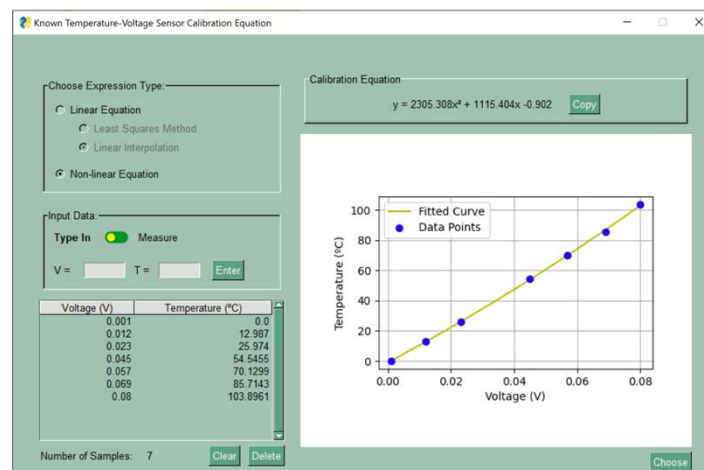 Known Temperature-Voltage Sensor Calibration Equation
Choose Expression Type:
Linear Equation
Least Squares Method
Linear Interpolation
Non-linear Equation
Calibration Equation
y = 2305.308x² + 1115.404x -0.902 Copy
Input Data:
Type In Measure
V = T = Enter
Voltage (V) Temperature (ºC)
0.001 0.0
0.012 12.987
0.023 25.974
0.045 54.5455
0.057 70.1299
0.069 85.7143
0.08 103.8961
Number of Samples: 7 Clear Delete
Fitted Curve
Data Points
Temperature (ºC)
100
80
60
40
20
0
0.00 0.02 0.04 0.06 0.08
Voltage (V)
Choose